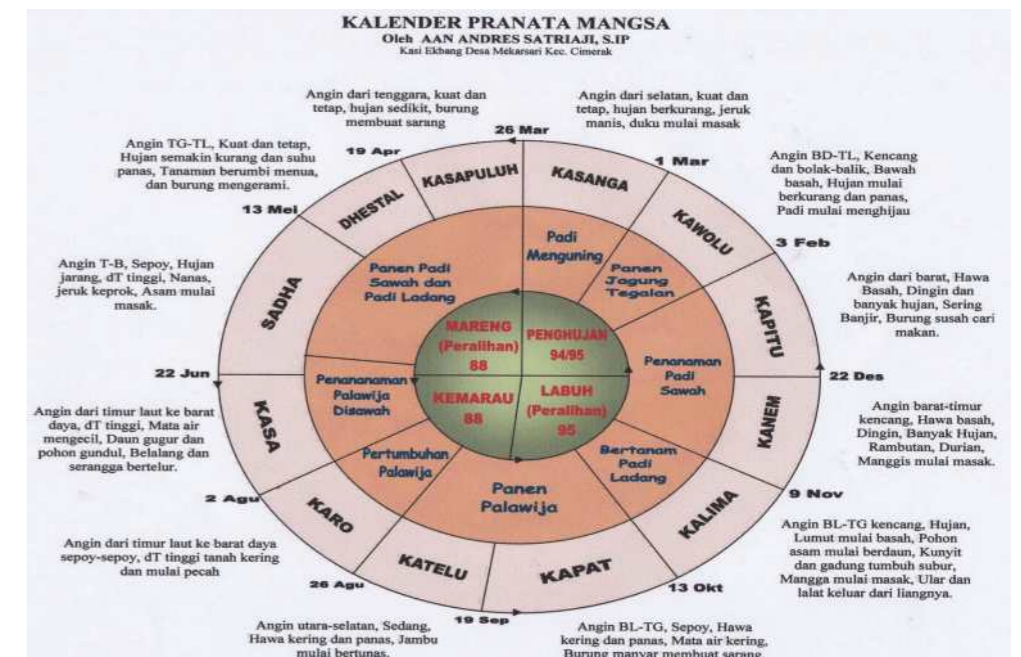 KALENDER PRANATA MANGSA
Oleh AAN ANDRES SATRIAJI, S.IP
Kasi Ekbang Desa Mekarsari Kec. Cimerak
Angin dari tenggara, kuat dan
tetap, hujan sedikit, burung
membuat sarang
Angin dari selatan, kuat dan
tetap, hujan berkurang, jeruk
manis, duku mulai masak
26 Mar
19 Apr
1 Mar
Angin TG-TL, Kuat dan tetap,
Hujan semakin kurang dan suhu
panas, Tanaman berumbi menua,
dan burung mengerami.
Angin BD-TL, Kencang
dan bolak-balik, Bawah
basah, Hujan mulai
berkurang dan panas,
Padi mulai menghijau
KASAPULUH
KASANGA
DHESTAL
KAWOLU
13 Mei
3 Feb
Angin T-B, Sepoy, Hujan
jarang, dT tinggi, Nanas,
jeruk keprok, Asam mulai
masak.
Angin dari barat, Hawa
Basah, Dingin dan
banyak hujan, Sering
Banjir, Burung susah cari
makan.
SADHA
KAPITU
Panen Padi
Sawah dan
Padi Ladang
Padi
Menguning
Panen
Jagung
Tegalan
MARENG
(Peralihan)
88
PENGHUJAN
94/95
22 Jun
22 Des
Penananaman
Palawija
Disawah
KEMARAU
88
LABUH
(Peralihan)
95
Penanaman
Padi
Sawah
KASA
KANEM
Angin dari timur laut ke barat
daya, dT tinggi, Mata air
mengecil, Daun gugur dan
pohon gundul, Belalang dan
serangga bertelur.
Angin barat-timur
kencang, Hawa basah,
Dingin, Banyak Hujan,
Rambutan, Durian,
Manggis mulai masak.
Pertumbuhan
Palawija
Panen
Palawija
Bertanam
Padi
Ladang
2 Agu
9 Nov
KARO
KALIMA
KATELU
KAPAT
Angin dari timur laut ke barat daya
sepoy-sepoy, dT tinggi tanah kering
dan mulai pecah
Angin BL-TG kencang, Hujan,
Lumut mulai basah, Pohon
asam mulai berdaun, Kunyit
dan gadung tumbuh subur,
Mangga mulai masak, Ular dan
lalat keluar dari liangnya.
26 Agu
13 Okt
19 Sep
Angin utara-selatan, Sedang,
Hawa kering dan panas, Jambu
mulai bertunas.
Angin BL-TG, Sepoy, Hawa
kering dan panas, Mata air kering,
Burung manyar membuat sarang.